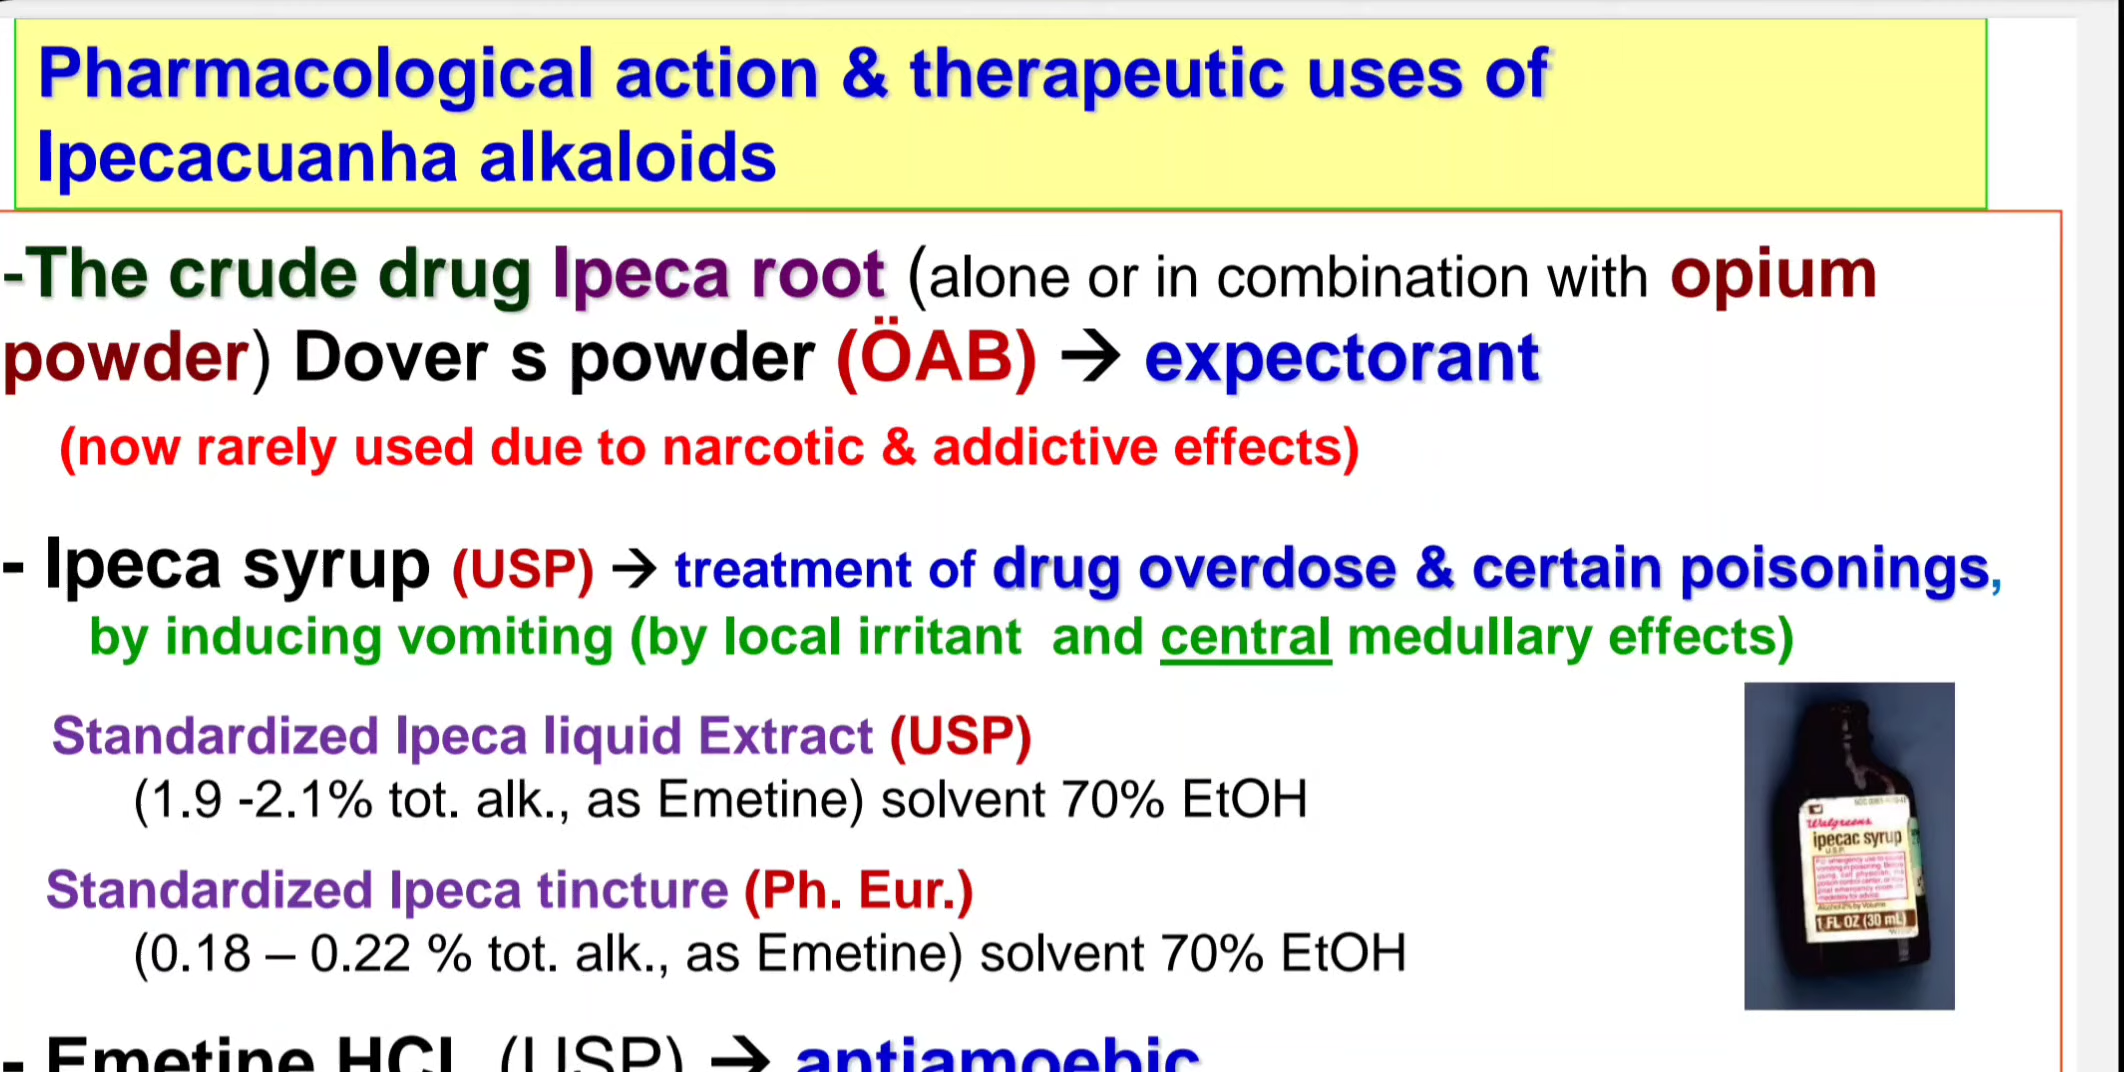 Pharmacological action & therapeutic uses of
Ipecacuanha alkaloids
-The crude drug Ipeca root (alone or in combination with opium
powder) Dover s powder (ÖAB) → expectorant
(now rarely used due to narcotic & addictive effects)
- Ipeca syrup (USP) → treatment of drug overdose & certain poisonings,
by inducing vomiting (by local irritant and central medullary effects)
Standardized Ipeca liquid Extract (USP)
(1.9 -2.1% tot. alk., as Emetine) solvent 70% EtOH
Standardized Ipeca tincture (Ph. Eur.)
(0.18 – 0.22 % tot. alk., as Emetine) solvent 70% EtOH
- Emetine HCL (USP) → antiamoebic
Walgreens
ipecac syrup
U.S.P.
1 FL OZ (30 mL)